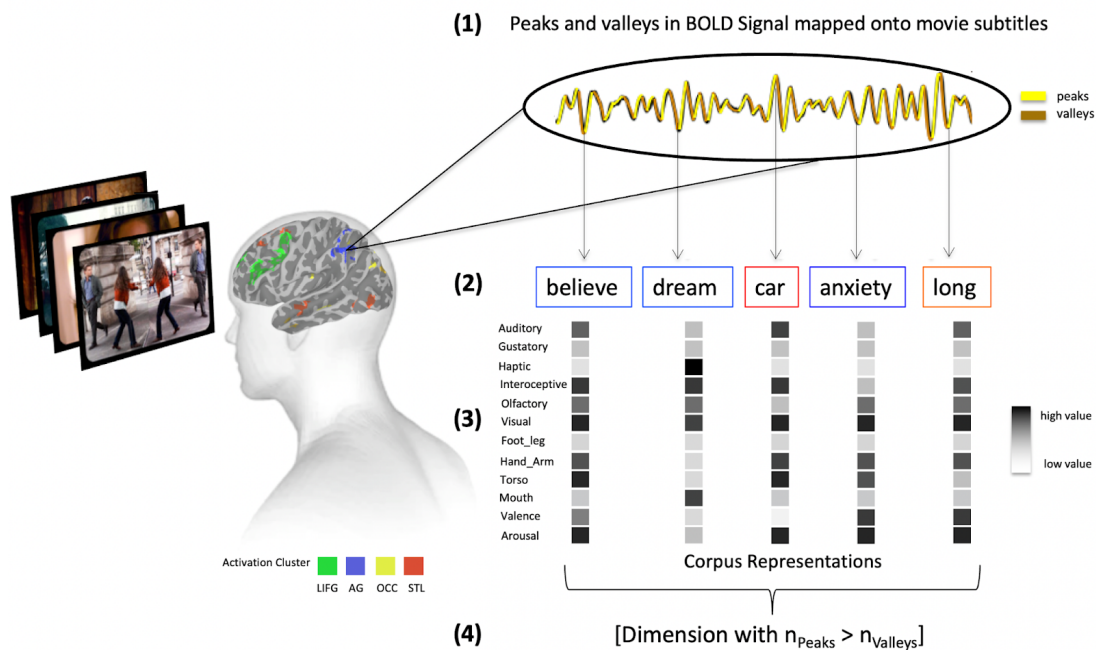 (1) Peaks and valleys in BOLD Signal mapped onto movie subtitles
peaks
valleys
(2) believe dream car anxiety long
(3)
Auditory
Gustatory
Haptic
Interoceptive
Olfactory
Visual
Foot_leg
Hand_Arm
Torso
Mouth
Valence
Arousal
high value
low value
Activation Cluster
LIFG AG OCC STL
Corpus Representations
(4) [Dimension with nPeaks > nValleys]